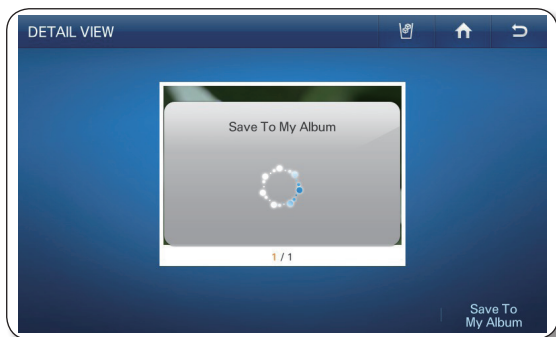 DETAIL VIEW
Save To My Album
1 / 1
Save To
My Album